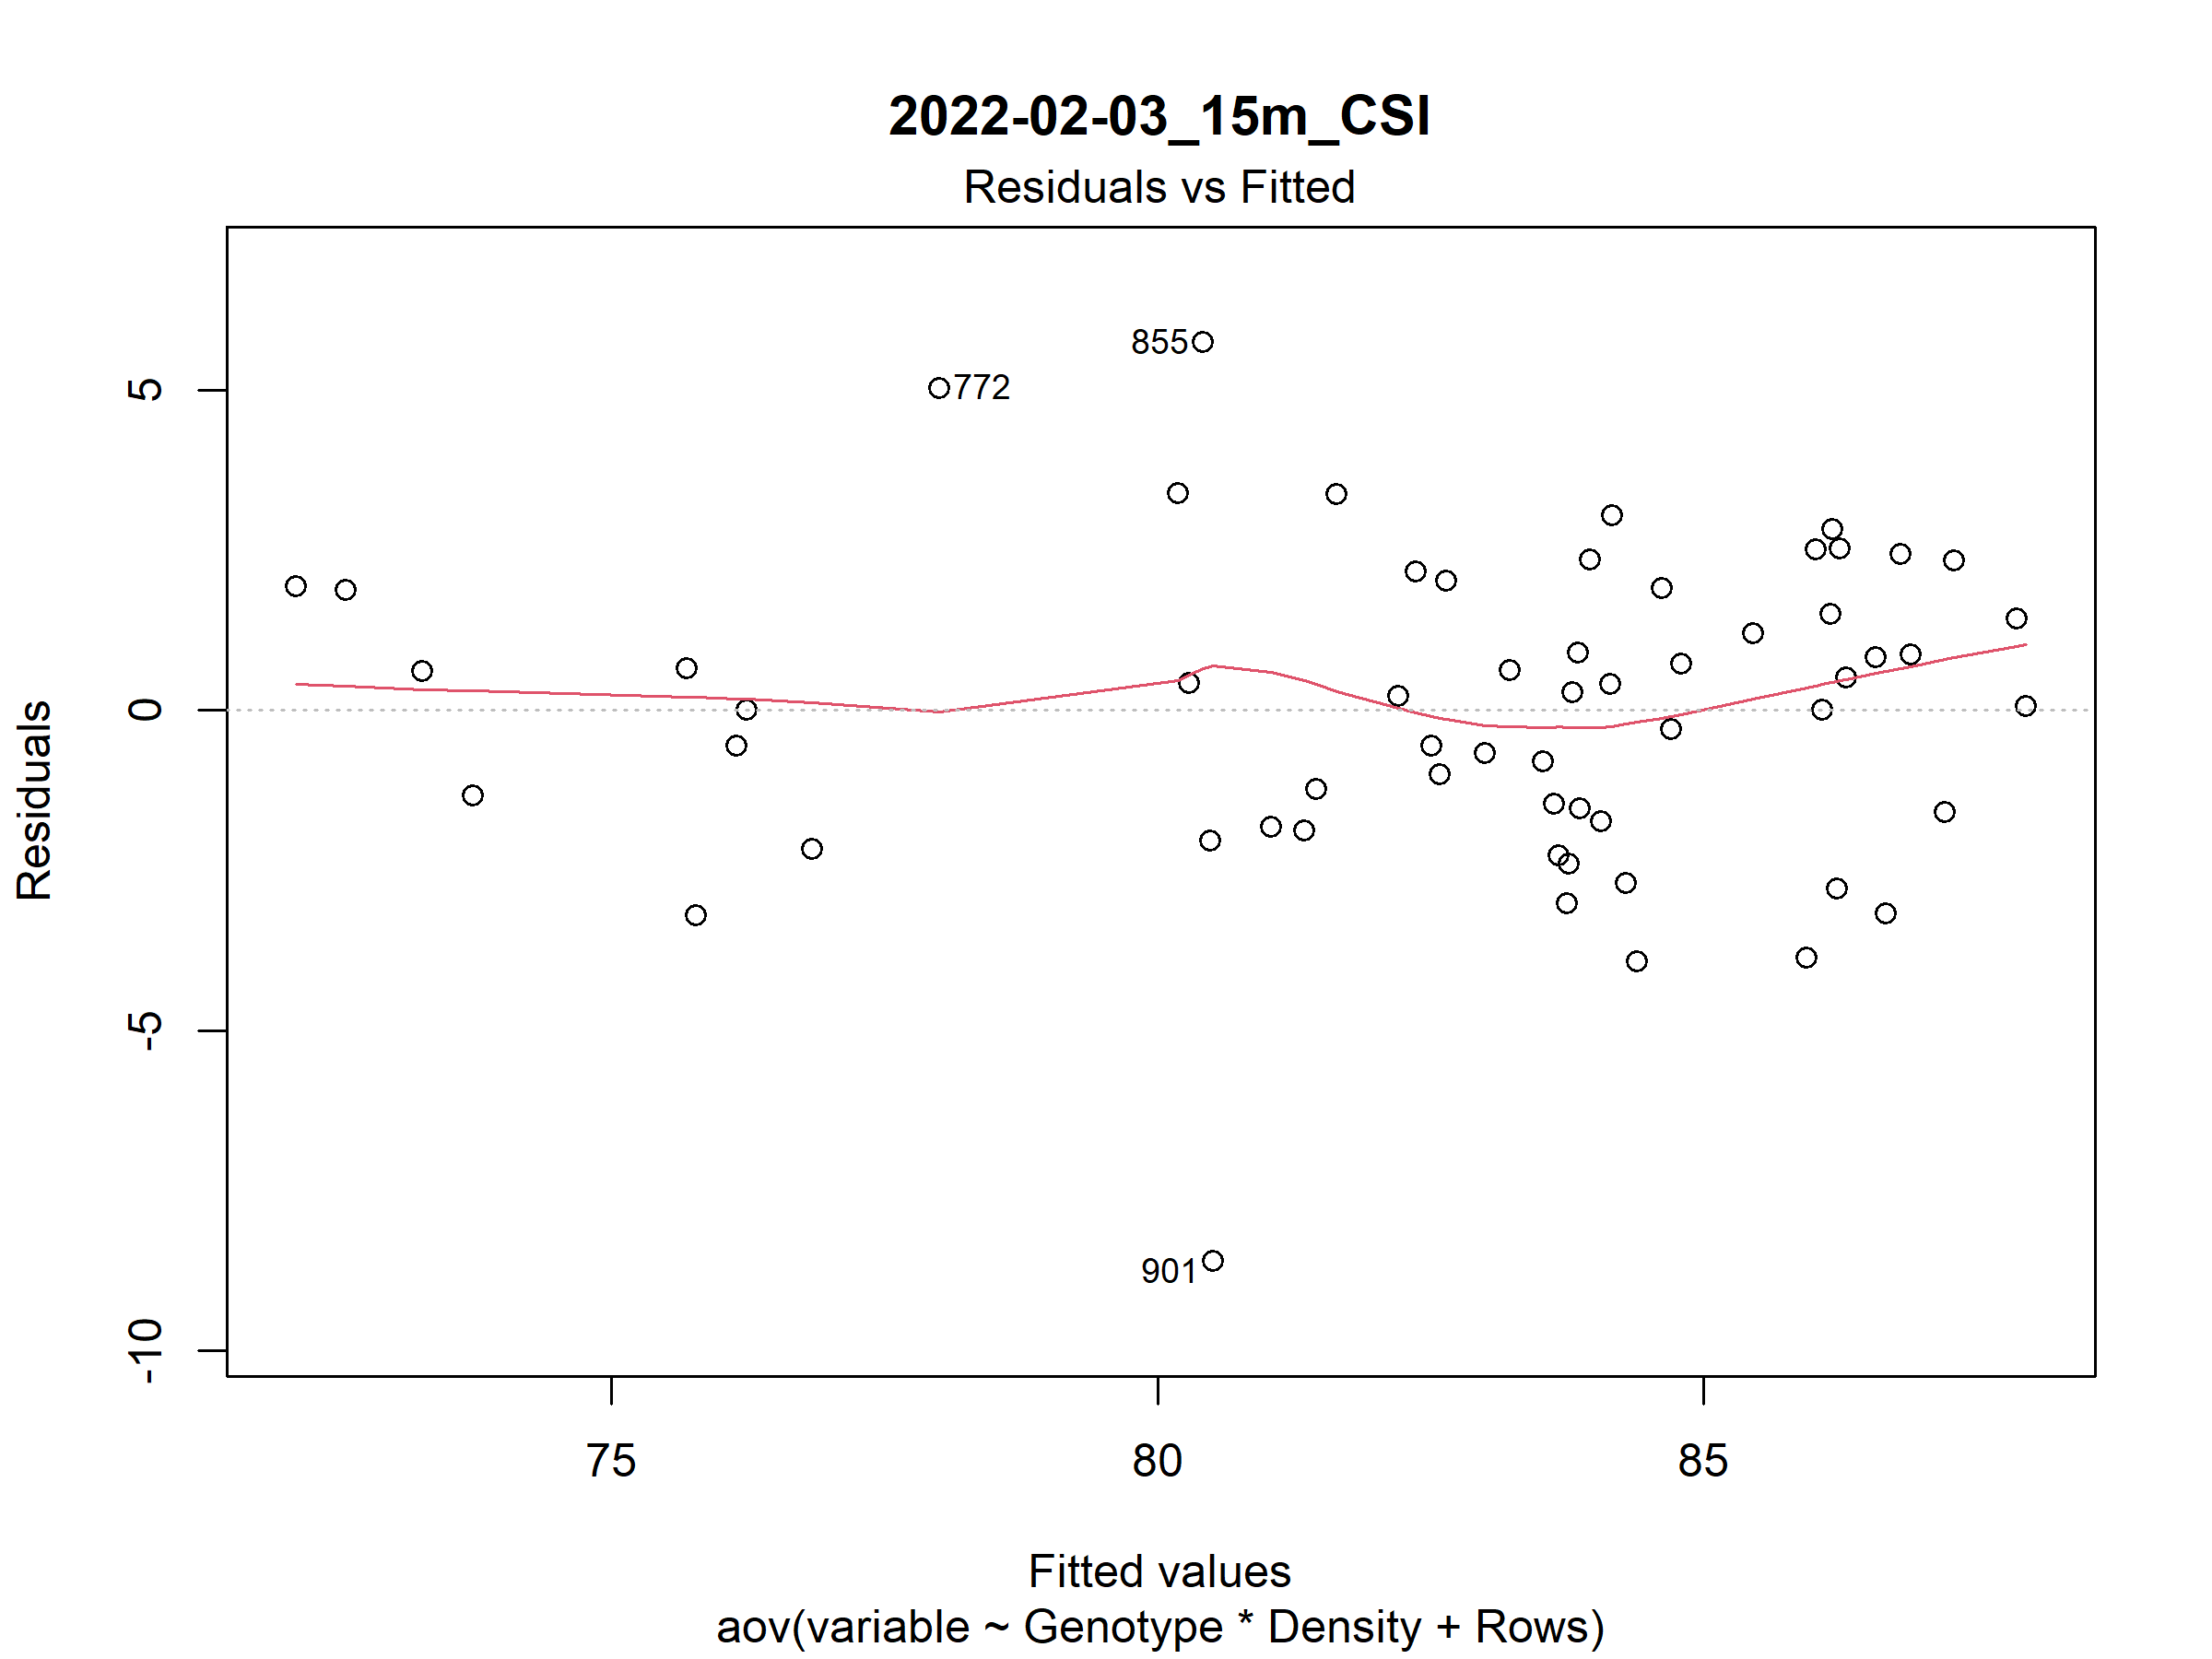 2022-02-03_15m_CSI
Residuals vs Fitted
855
772
901
Residuals
5
0
-5
-10
75
80
85
Fitted values
aov(variable ~ Genotype * Density + Rows)